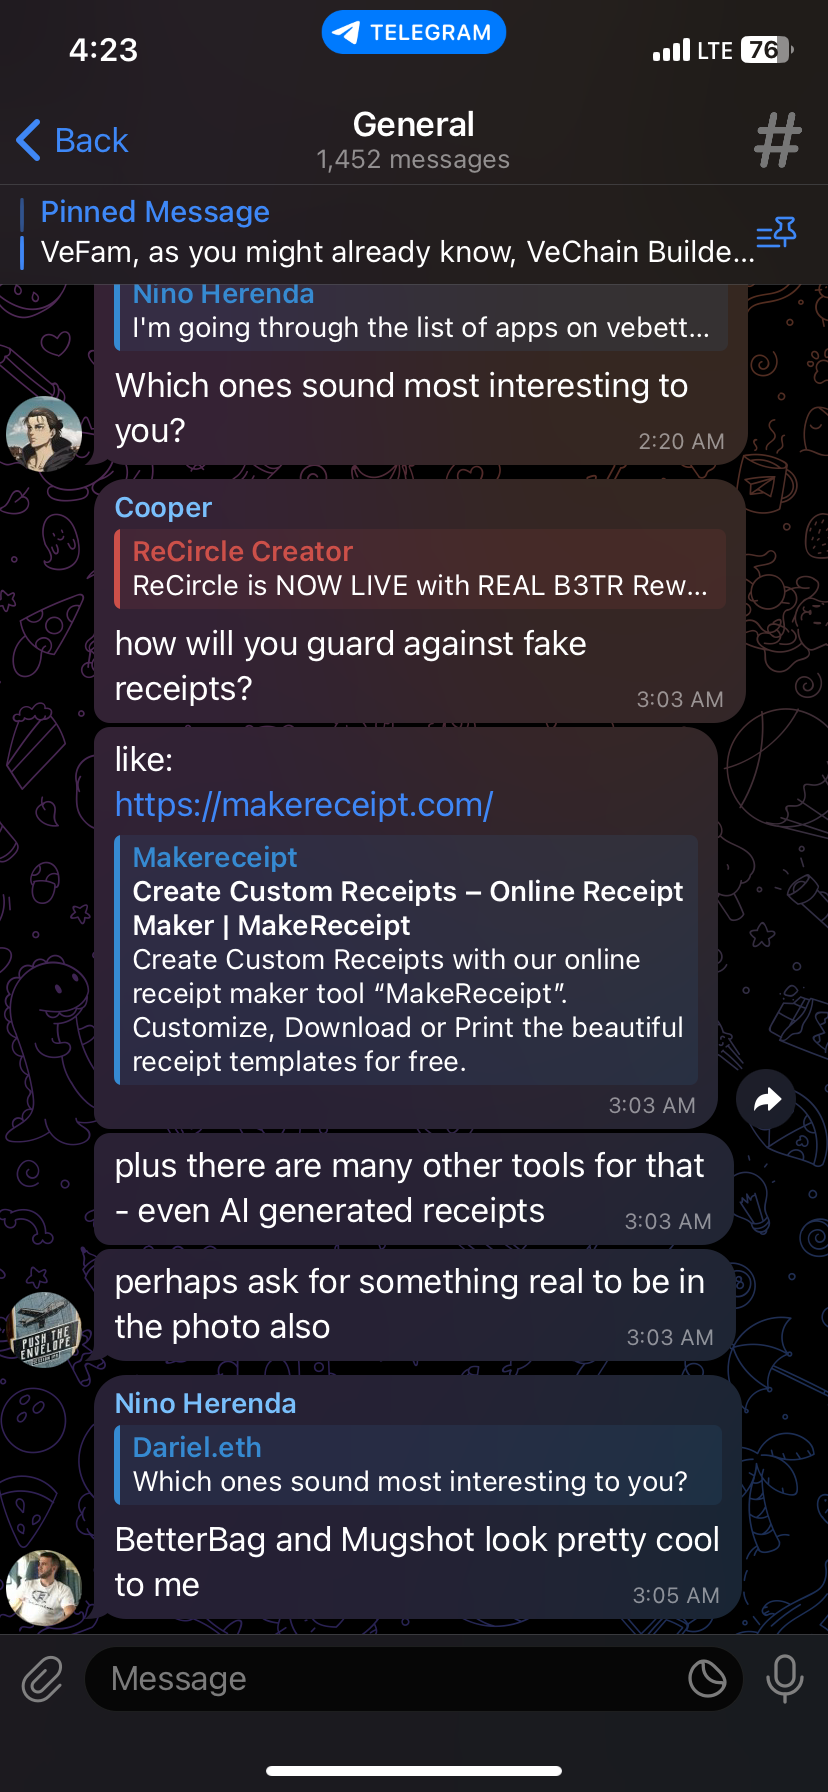 4:23
TELEGRAM
LTE
76
Back
General
1,452 messages
Pinned Message
VeFam, as you might already know, VeChain Builde...
Nino Herenda
I'm going through the list of apps on vebett...
Which ones sound most interesting to
you?
2:20 AM
Cooper
ReCircle Creator
ReCircle is NOW LIVE with REAL B3TR Rew...
how will you guard against fake
receipts?
3:03 AM
like:
https://makereceipt.com/
Makereceipt
Create Custom Receipts – Online Receipt
Maker | MakeReceipt
Create Custom Receipts with our online
receipt maker tool “MakeReceipt”.
Customize, Download or Print the beautiful
receipt templates for free.
3:03 AM
plus there are many other tools for that
- even AI generated receipts
3:03 AM
perhaps ask for something real to be in
the photo also
3:03 AM
PUSH THE
ENVELOPE
Nino Herenda
Dariel.eth
Which ones sound most interesting to you?
BetterBag and Mugshot look pretty cool
to me
3:05 AM
Message